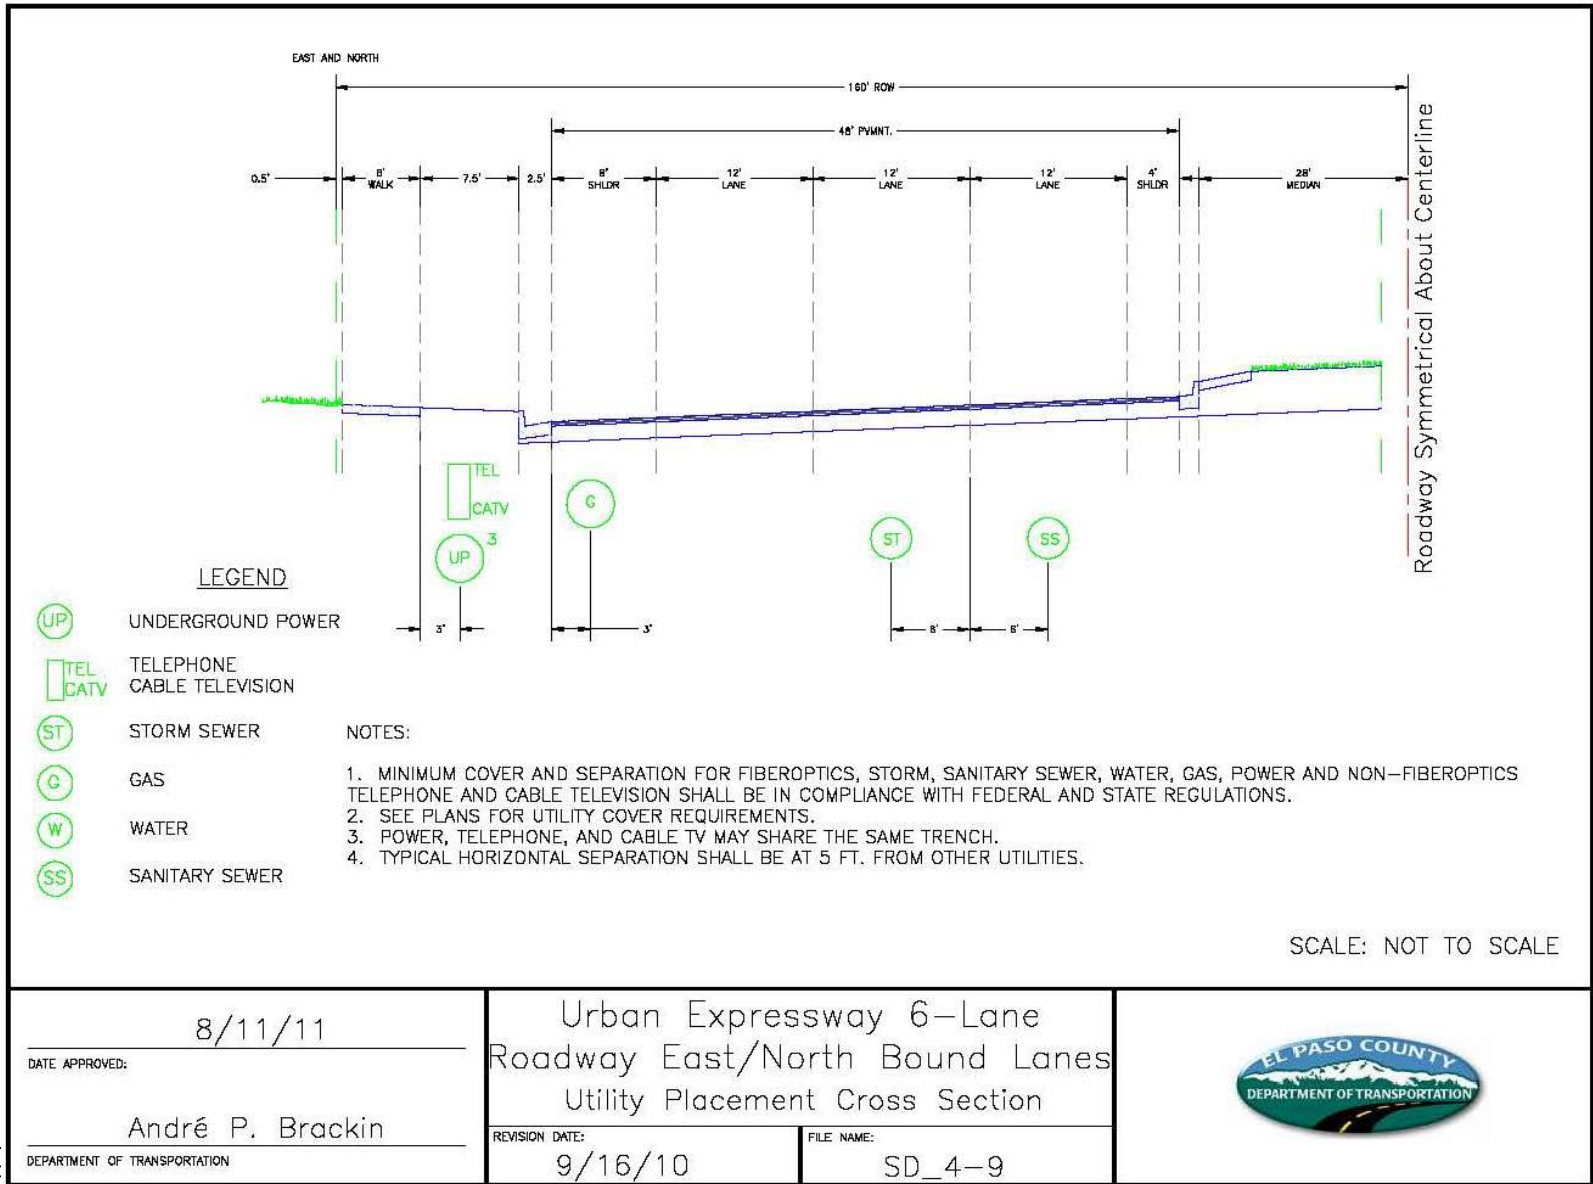 EAST AND NORTH
160' ROW
48' PVMNT.
0.5'
6'
WALK
7.5'
2.5'
8'
SHLDR
12'
LANE
12'
LANE
12'
LANE
4'
SHLDR
28'
MEDIAN
Roadway Symmetrical About Centerline
TEL
CATV
UP
3
G
ST
SS
3'
3'
6'
6'
LEGEND
UP UNDERGROUND POWER
TEL TELEPHONE
CATV CABLE TELEVISION
ST STORM SEWER
G GAS
W WATER
SS SANITARY SEWER
NOTES:
1. MINIMUM COVER AND SEPARATION FOR FIBEROPTICS, STORM, SANITARY SEWER, WATER, GAS, POWER AND NON-FIBEROPTICS
TELEPHONE AND CABLE TELEVISION SHALL BE IN COMPLIANCE WITH FEDERAL AND STATE REGULATIONS.
2. SEE PLANS FOR UTILITY COVER REQUIREMENTS.
3. POWER, TELEPHONE, AND CABLE TV MAY SHARE THE SAME TRENCH.
4. TYPICAL HORIZONTAL SEPARATION SHALL BE AT 5 FT. FROM OTHER UTILITIES.
SCALE: NOT TO SCALE
8/11/11
DATE APPROVED:
André P. Brackin
DEPARTMENT OF TRANSPORTATION
Urban Expressway 6-Lane
Roadway East/North Bound Lanes
Utility Placement Cross Section
REVISION DATE:
9/16/10
FILE NAME:
SD_4-9
EL PASO COUNTY
DEPARTMENT OF TRANSPORTATION